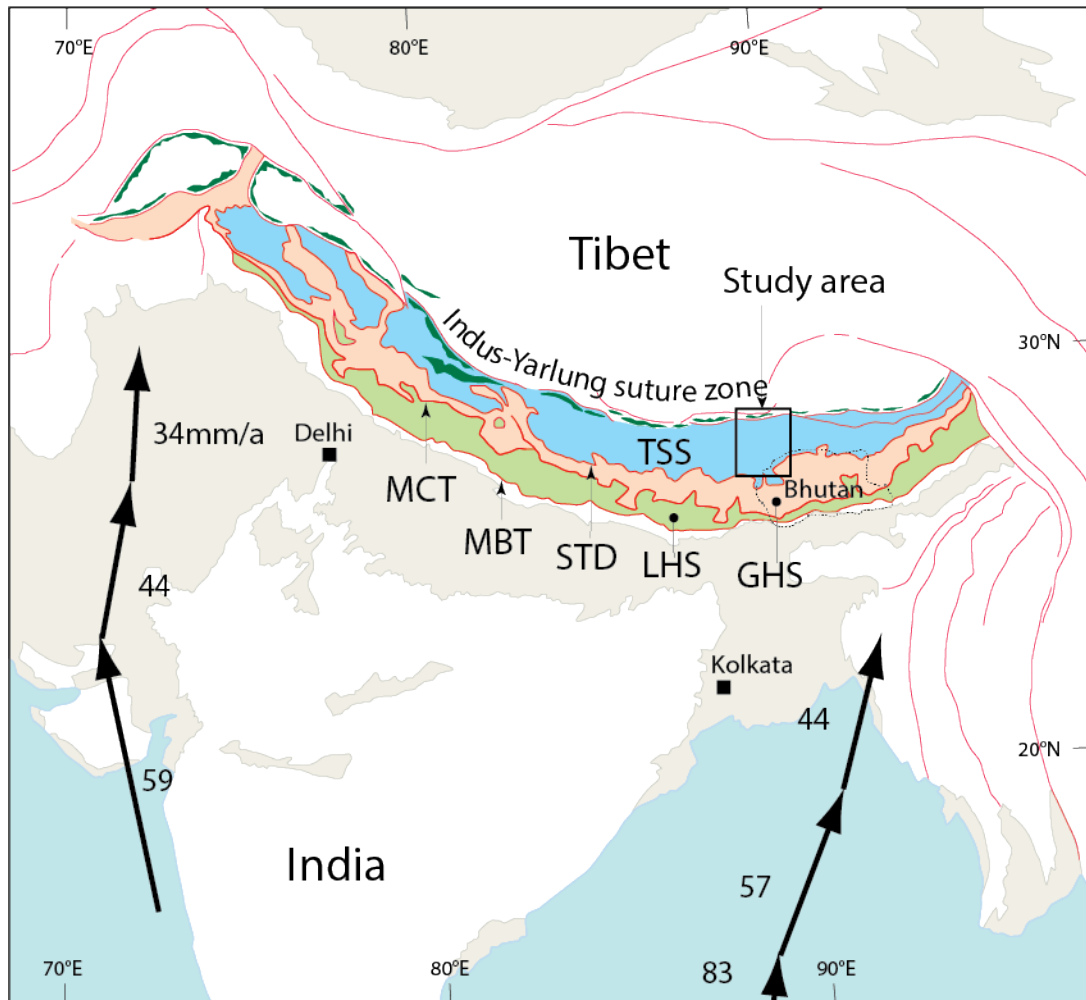 70°E
80°E
90°E
Tibet
Study area
Indus-Yarlung suture zone
30°N
34mm/a
Delhi
TSS
MCT
Bhutan
MBT
STD
LHS
GHS
44
Kolkata
44
20°N
59
India
57
83
70°E
80°E
90°E